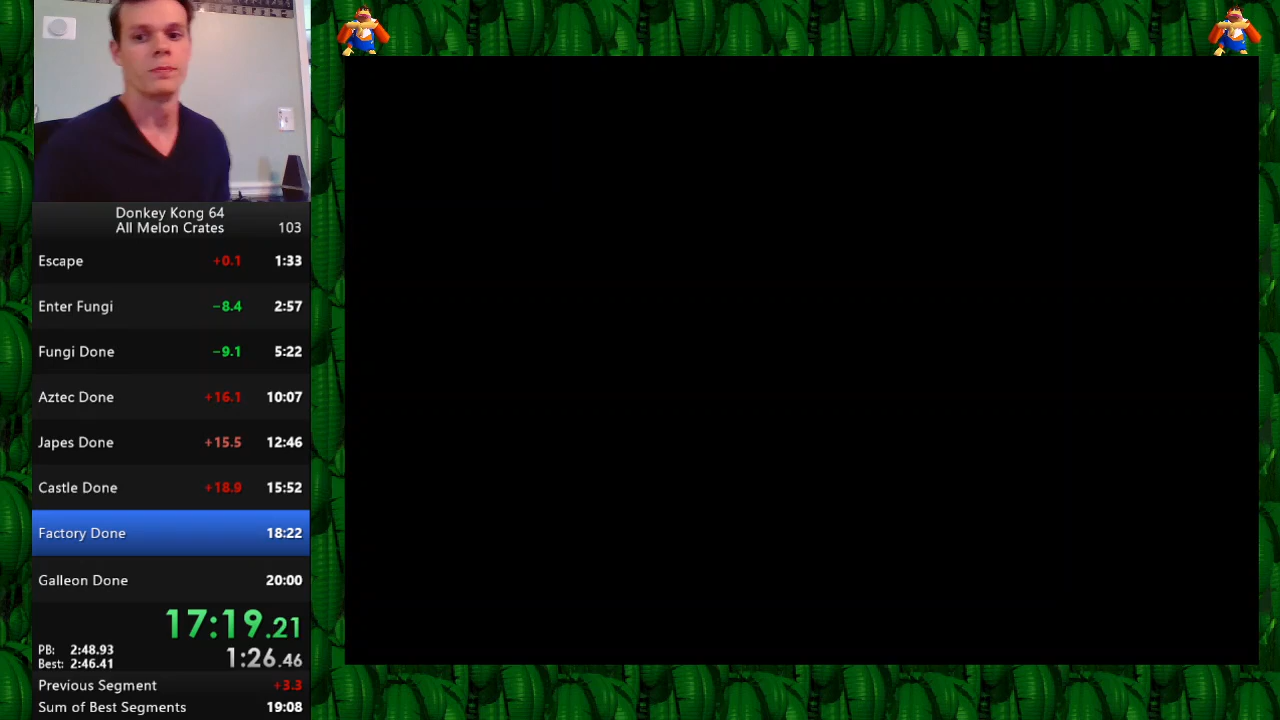 Donkey Kong 64
All Melon Crates 103
Escape +0.1 1:33
Enter Fungi −8.4 2:57
Fungi Done −9.1 5:22
Aztec Done +16.1 10:07
Japes Done +15.5 12:46
Castle Done +18.9 15:52
Factory Done 18:22
Galleon Done 20:00
17:19.21
PB: 2:48.93
Best: 2:46.41
1:26.46
Previous Segment +3.3
Sum of Best Segments 19:08